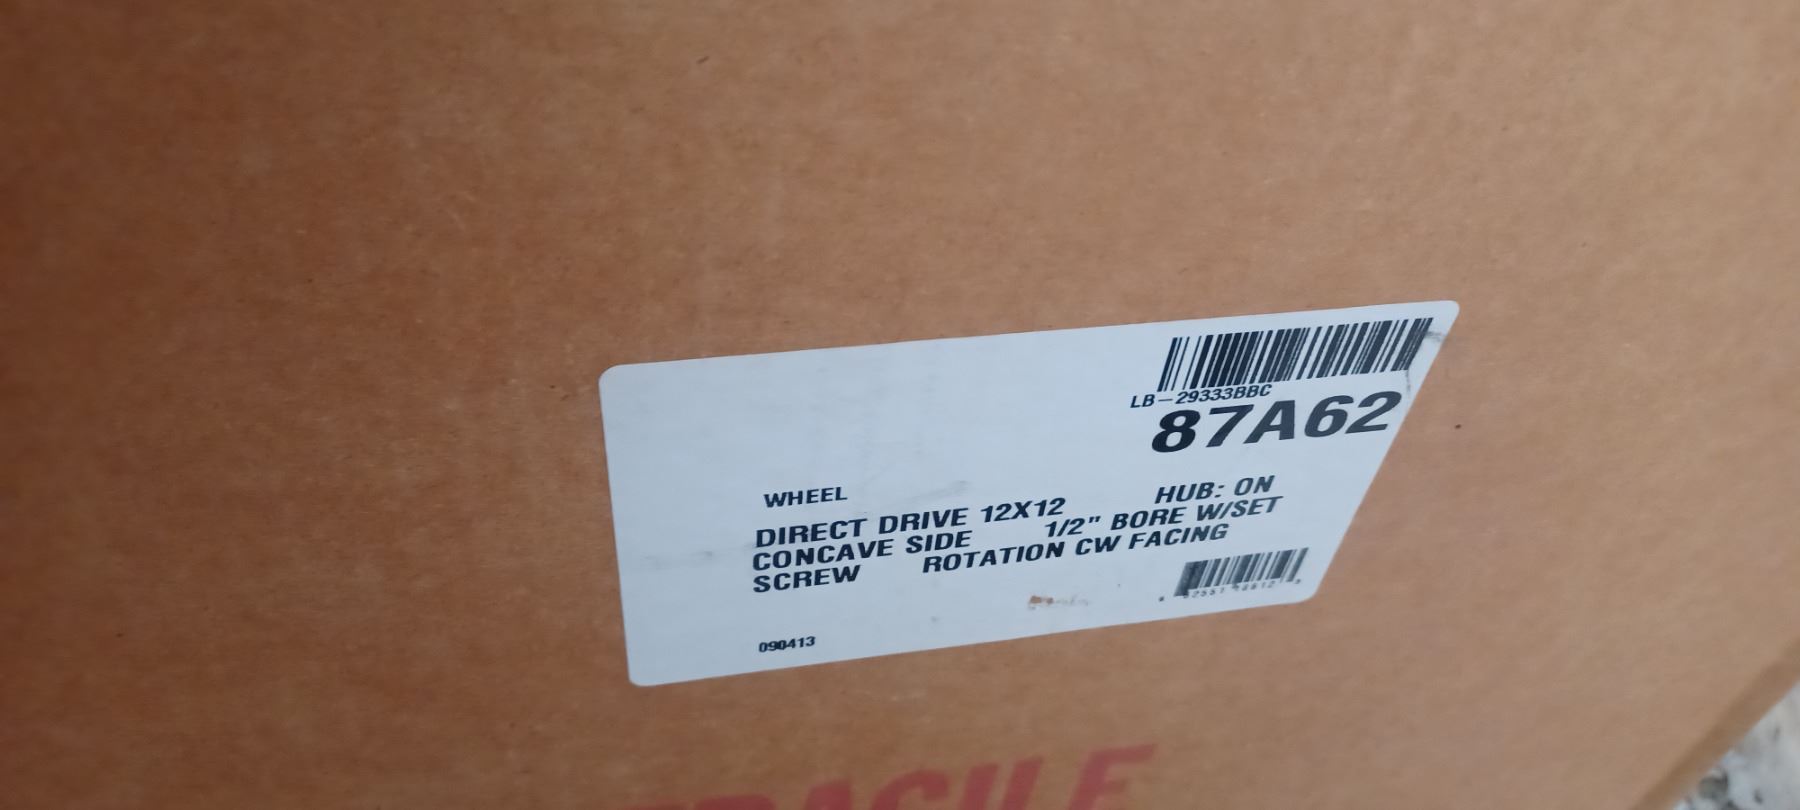 LB-29333BBC
87A62
WHEEL
DIRECT DRIVE 12X12 HUB: ON
CONCAVE SIDE 1/2" BORE W/SET
SCREW ROTATION CW FACING
090413
FRAGILE